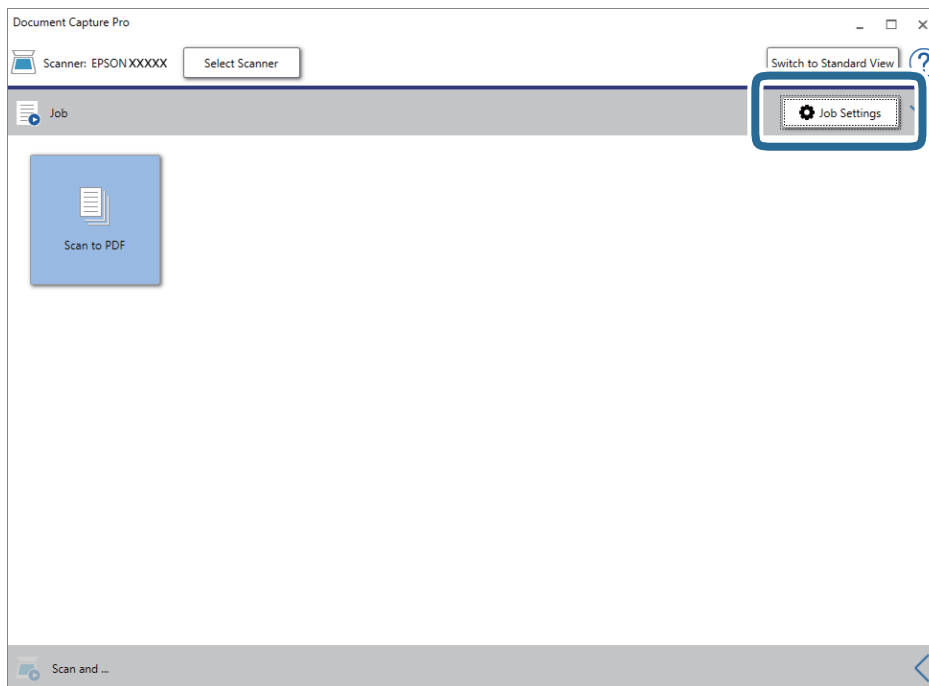 Document Capture Pro
Scanner: EPSON XXXXX
Select Scanner
Switch to Standard View
?
Job
Job Settings
Scan to PDF
Scan and ...